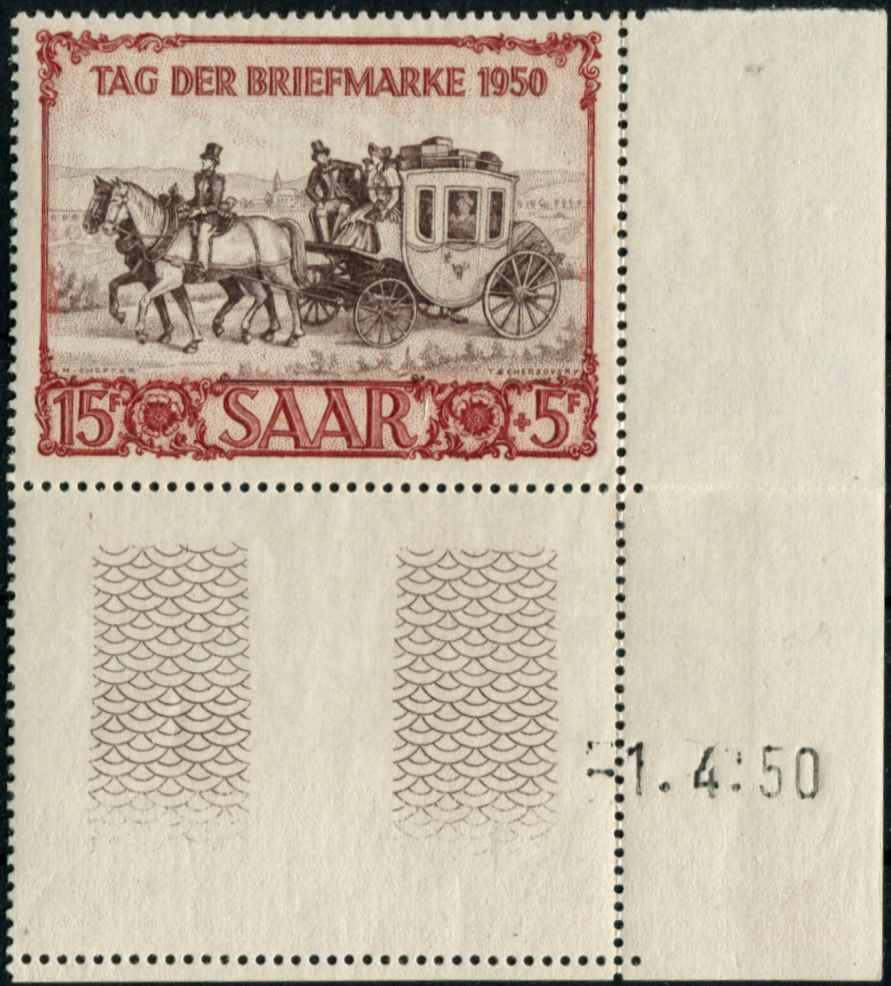 TAG DER BRIEFMARKE 1950
15F SAAR +5F
-1.4.50